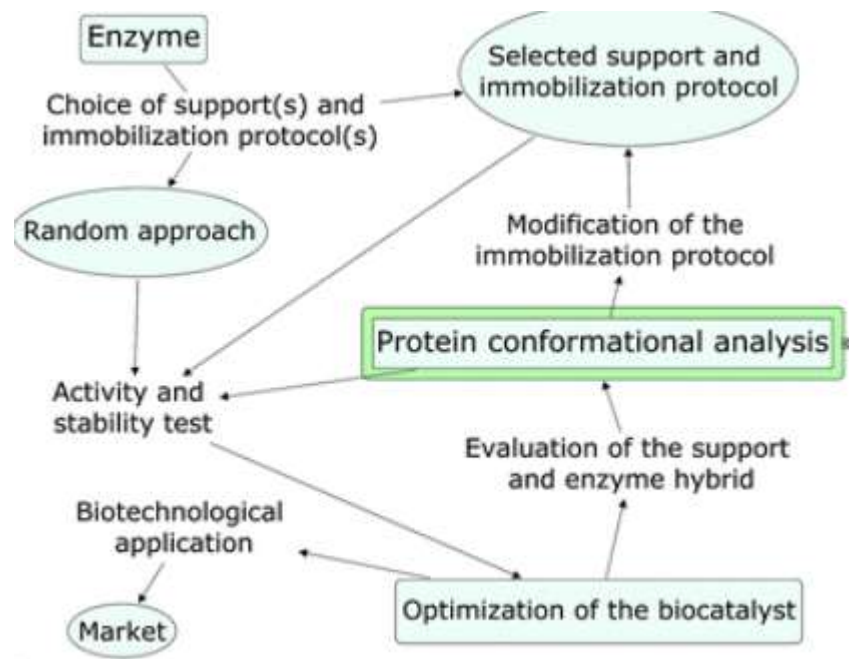 Enzyme
Selected support and
immobilization protocol
Choice of support(s) and
immobilization protocol(s)
Random approach
Modification of the
immobilization protocol
Protein conformational analysis
Activity and
stability test
Evaluation of the support
and enzyme hybrid
Biotechnological
application
Optimization of the biocatalyst
Market